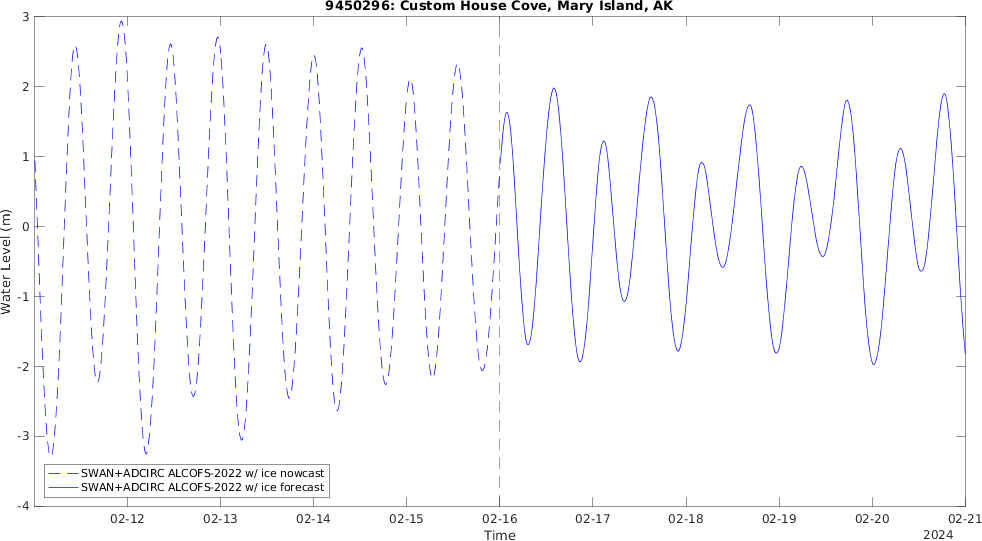 9450296: Custom House Cove, Mary Island, AK
3
2
1
0
-1
-2
-3
-4
Water Level (m)
SWAN+ADCIRC ALCOFS-2022 w/ ice nowcast
SWAN+ADCIRC ALCOFS-2022 w/ ice forecast
02-12 02-13 02-14 02-15 02-16 02-17 02-18 02-19 02-20 02-21
Time
2024